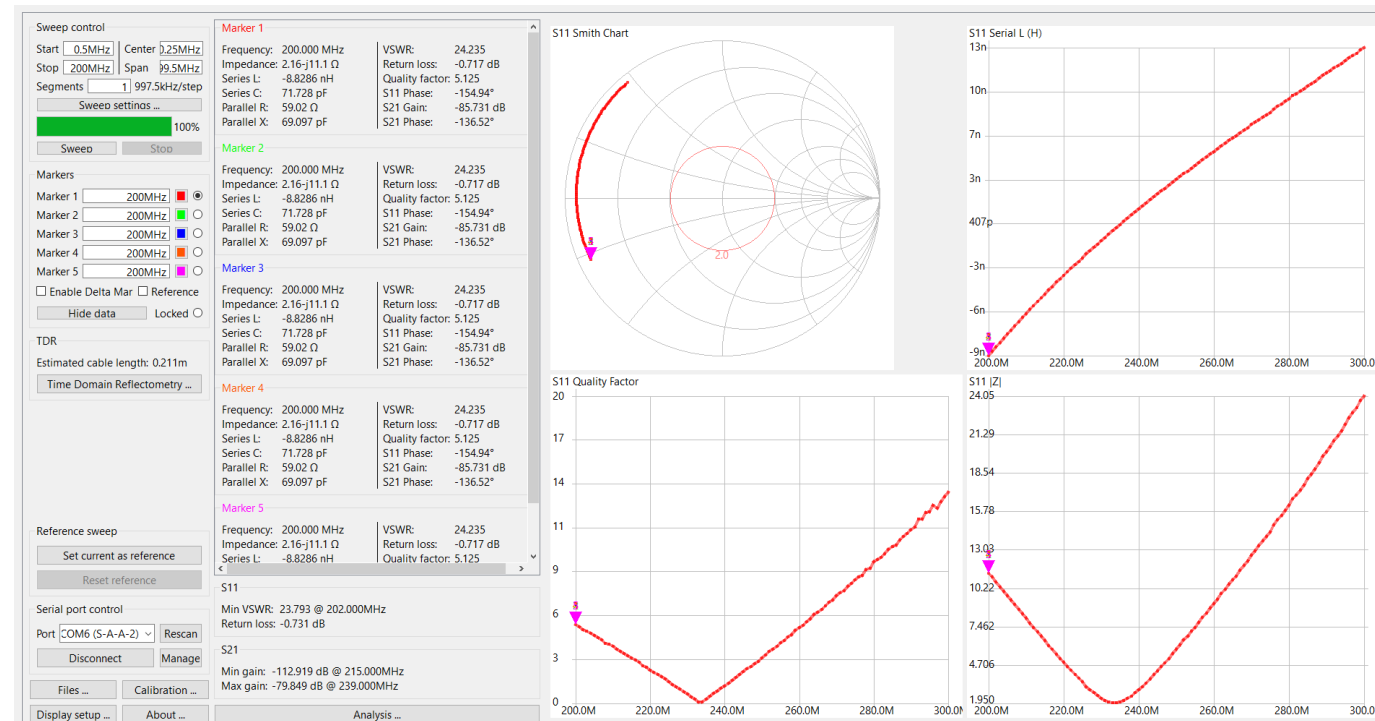 Sweep control
Start 0.5MHz Center 0.25MHz
Stop 200MHz Span 99.5MHz
Segments 1 997.5kHz/step
Sweep settings ...
100%
Sweep Stop
Markers
Marker 1 200MHz
Marker 2 200MHz
Marker 3 200MHz
Marker 4 200MHz
Marker 5 200MHz
Enable Delta Mar Reference
Hide data Locked
TDR
Estimated cable length: 0.211m
Time Domain Reflectometry ...
Reference sweep
Set current as reference
Reset reference
Serial port control
Port COM6 (S-A-A-2) Rescan
Disconnect Manage
Files ... Calibration ...
Display setup ... About ...
Marker 1
Frequency: 200.000 MHz VSWR: 24.235
Impedance: 2.16-j11.1 Ω Return loss: -0.717 dB
Series L: -8.8286 nH Quality factor: 5.125
Series C: 71.728 pF S11 Phase: -154.94°
Parallel R: 59.02 Ω S21 Gain: -85.731 dB
Parallel X: 69.097 pF S21 Phase: -136.52°
Marker 2
Frequency: 200.000 MHz VSWR: 24.235
Impedance: 2.16-j11.1 Ω Return loss: -0.717 dB
Series L: -8.8286 nH Quality factor: 5.125
Series C: 71.728 pF S11 Phase: -154.94°
Parallel R: 59.02 Ω S21 Gain: -85.731 dB
Parallel X: 69.097 pF S21 Phase: -136.52°
Marker 3
Frequency: 200.000 MHz VSWR: 24.235
Impedance: 2.16-j11.1 Ω Return loss: -0.717 dB
Series L: -8.8286 nH Quality factor: 5.125
Series C: 71.728 pF S11 Phase: -154.94°
Parallel R: 59.02 Ω S21 Gain: -85.731 dB
Parallel X: 69.097 pF S21 Phase: -136.52°
Marker 4
Frequency: 200.000 MHz VSWR: 24.235
Impedance: 2.16-j11.1 Ω Return loss: -0.717 dB
Series L: -8.8286 nH Quality factor: 5.125
Series C: 71.728 pF S11 Phase: -154.94°
Parallel R: 59.02 Ω S21 Gain: -85.731 dB
Parallel X: 69.097 pF S21 Phase: -136.52°
Marker 5
Frequency: 200.000 MHz VSWR: 24.235
Impedance: 2.16-j11.1 Ω Return loss: -0.717 dB
Series L: -8.8286 nH Quality factor: 5.125
S11
Min VSWR: 23.793 @ 202.000MHz
Return loss: -0.731 dB
S21
Min gain: -112.919 dB @ 215.000MHz
Max gain: -79.849 dB @ 239.000MHz
Analysis ...
S11 Smith Chart
2.0
S11 Serial L (H)
13n
10n
7n
3n
407p
-3n
-6n
-9n
200.0M 220.0M 240.0M 260.0M 280.0M 300.0
S11 Quality Factor
20
17
14
11
9
6
3
0
200.0M 220.0M 240.0M 260.0M 280.0M 300.0M
S11 |Z|
24.05
21.29
18.54
15.78
13.03
10.22
7.462
4.706
1.950
200.0M 220.0M 240.0M 260.0M 280.0M 300.0